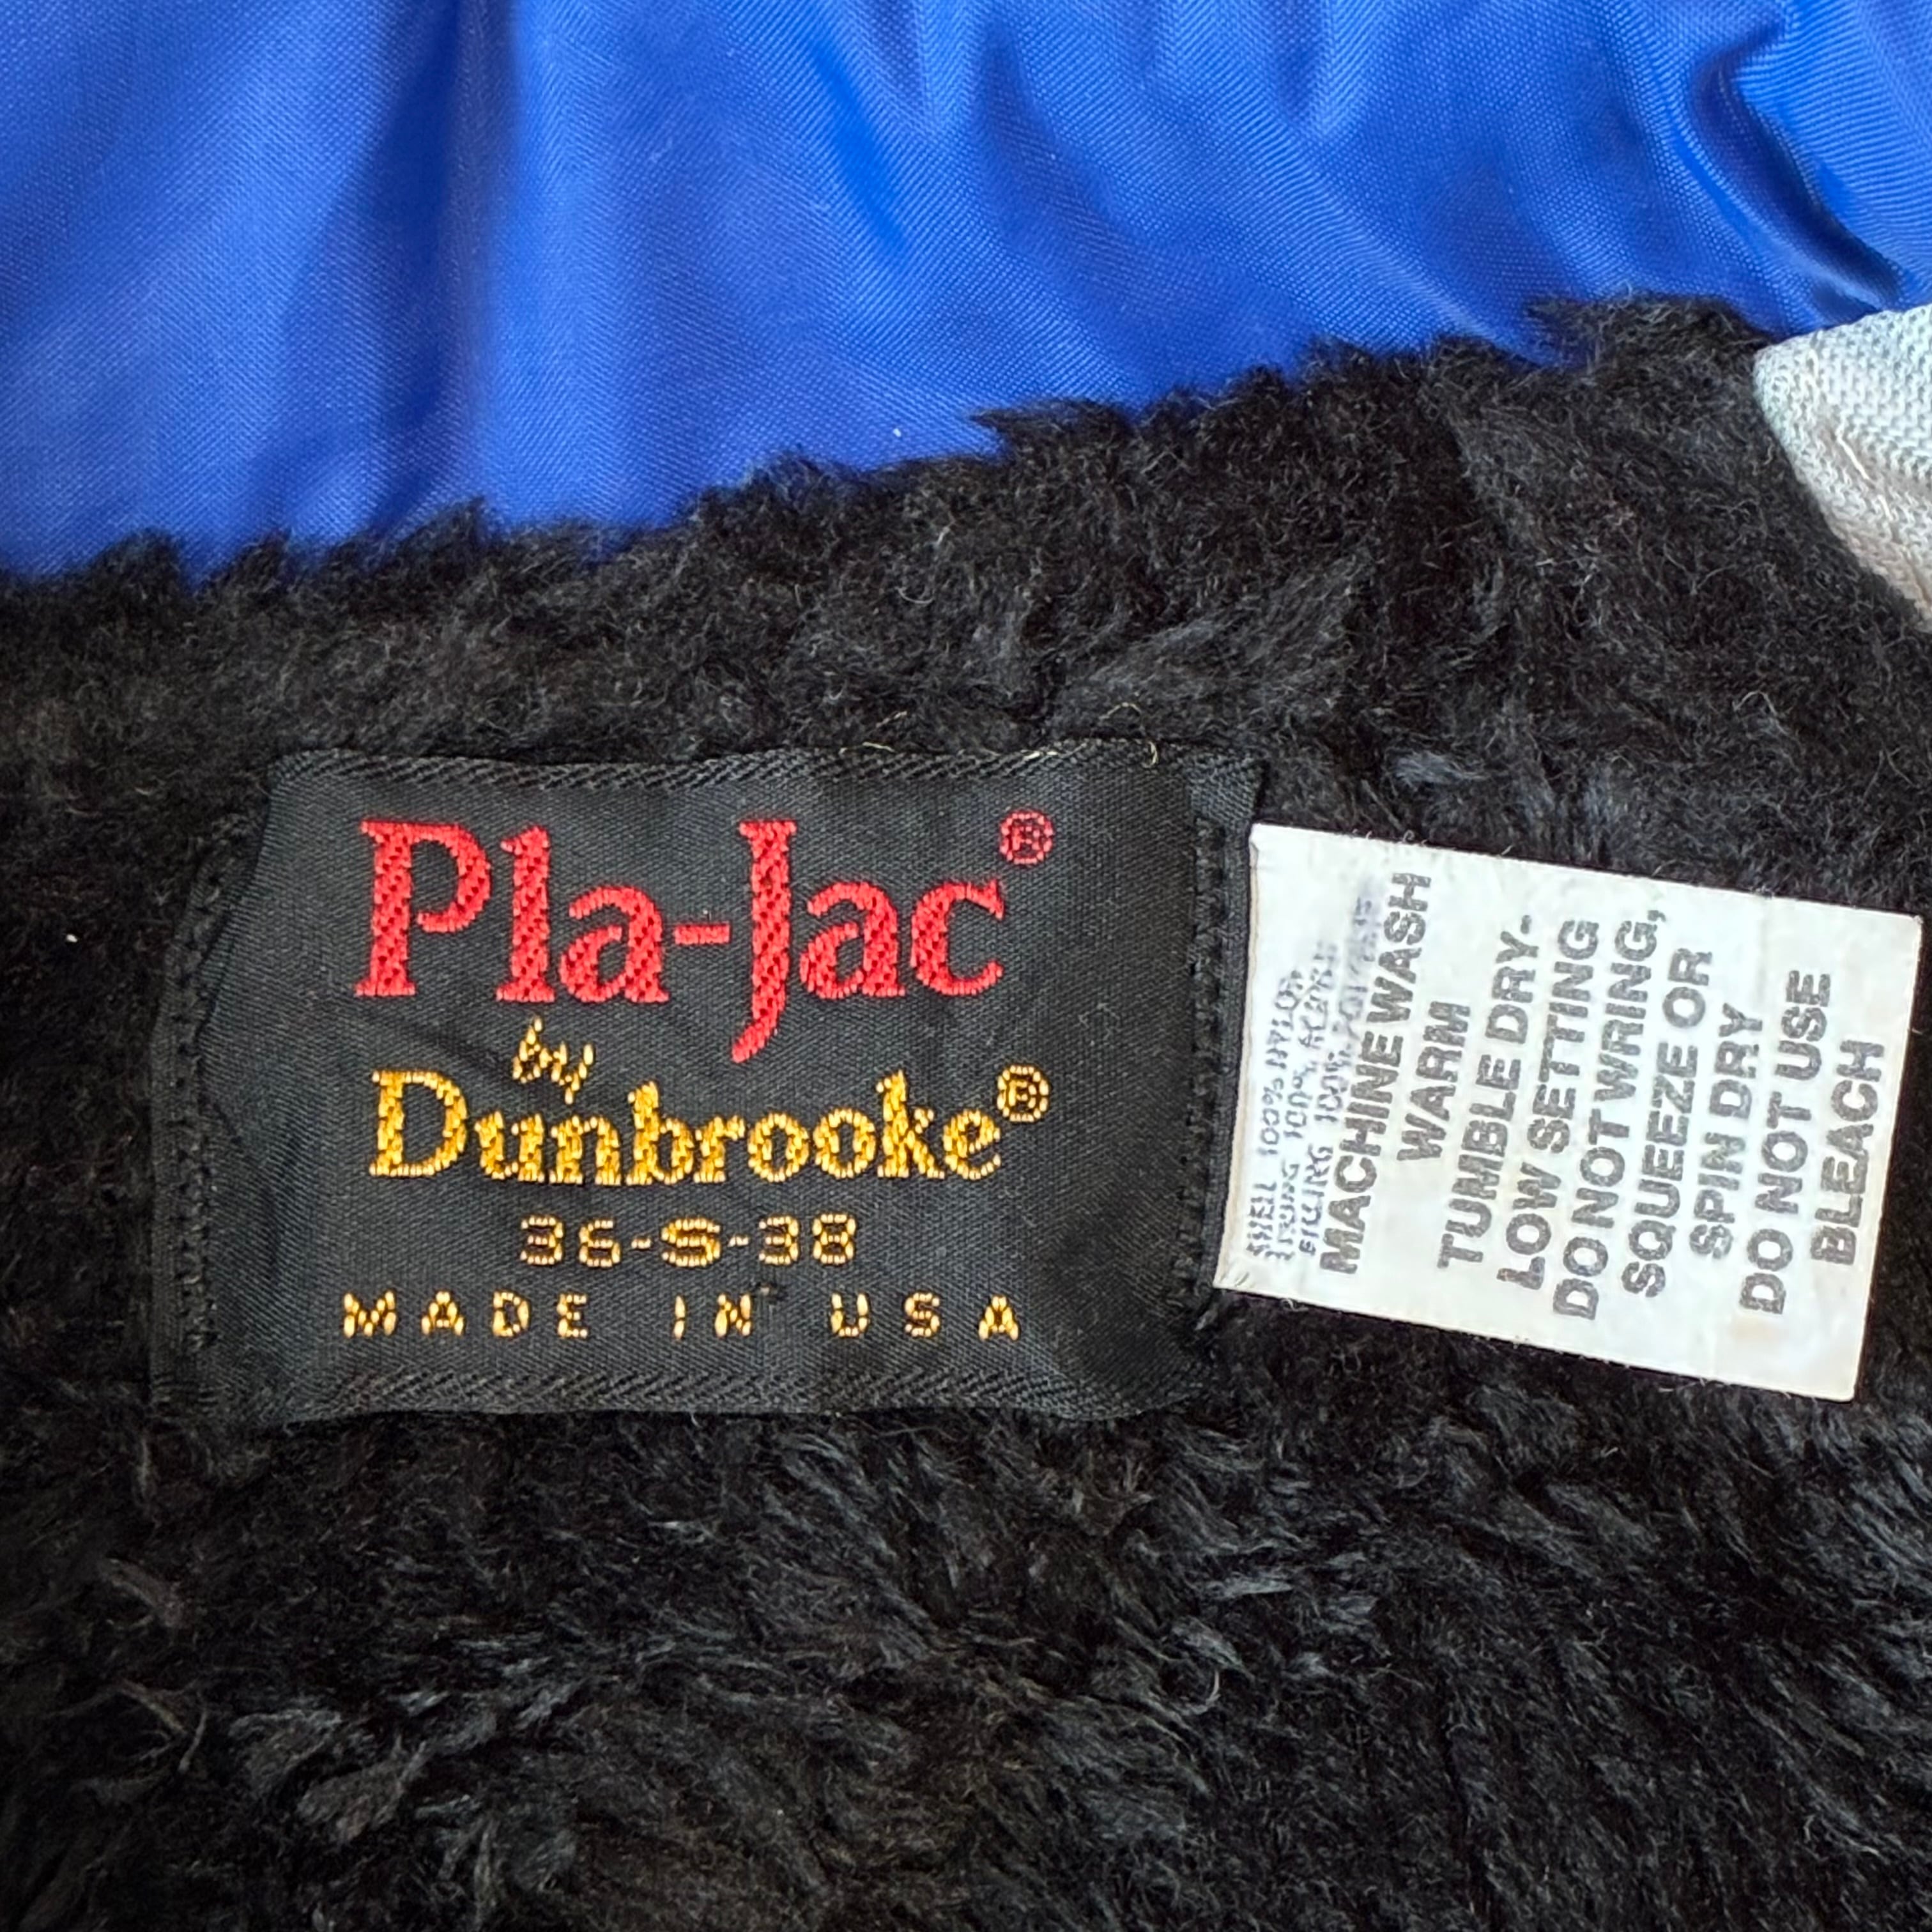 Pla-Jac®
by
Dunbrooke®
36-S-38
MADE IN USA
SHELL 100% NYLON
LINING 100% ACRYLIC
100%
MACHINE WASH
WARM
TUMBLE DRY-
LOW SETTING
DO NOT WRING,
SQUEEZE OR
SPIN DRY
DO NOT USE
BLEACH